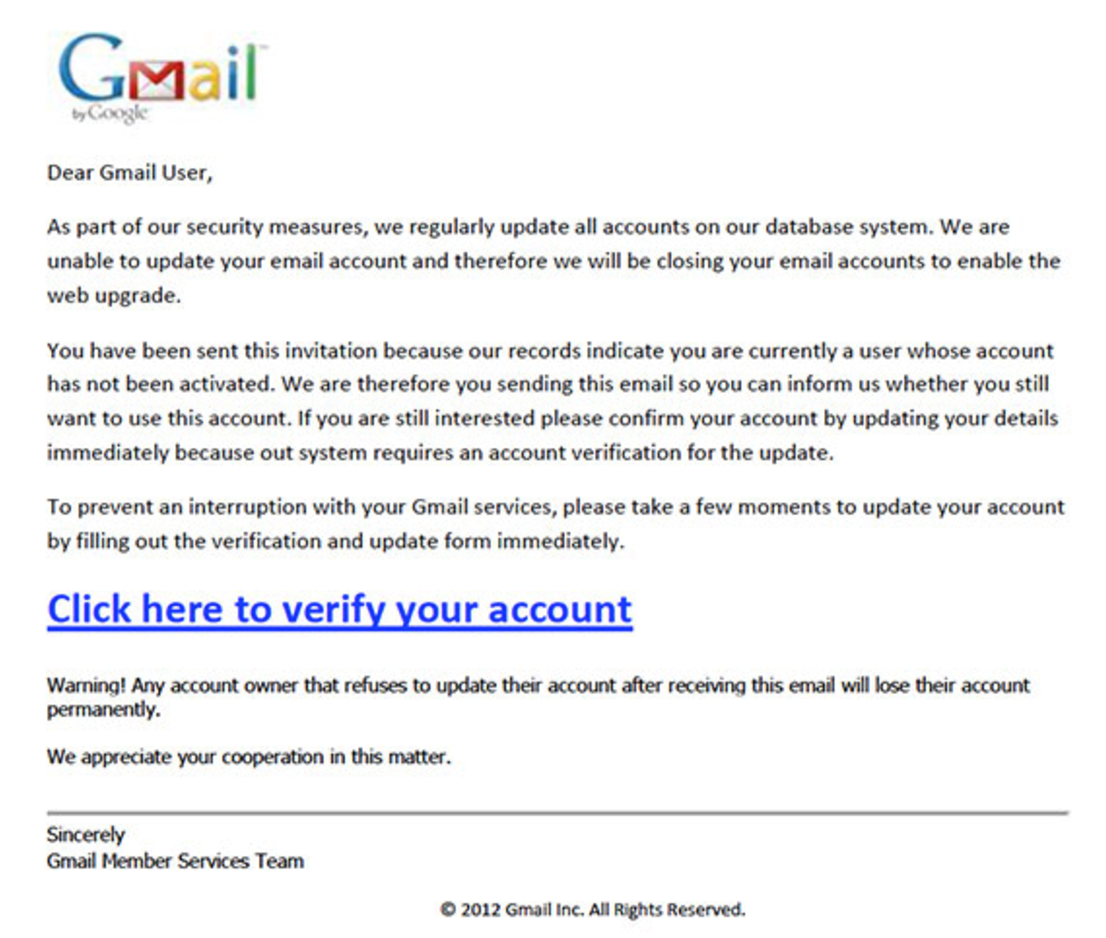 Gmail™
by Google
Dear Gmail User,
As part of our security measures, we regularly update all accounts on our database system. We are
unable to update your email account and therefore we will be closing your email accounts to enable the
web upgrade.
You have been sent this invitation because our records indicate you are currently a user whose account
has not been activated. We are therefore you sending this email so you can inform us whether you still
want to use this account. If you are still interested please confirm your account by updating your details
immediately because out system requires an account verification for the update.
To prevent an interruption with your Gmail services, please take a few moments to update your account
by filling out the verification and update form immediately.
Click here to verify your account
Warning! Any account owner that refuses to update their account after receiving this email will lose their account
permanently.
We appreciate your cooperation in this matter.
Sincerely
Gmail Member Services Team
© 2012 Gmail Inc. All Rights Reserved.